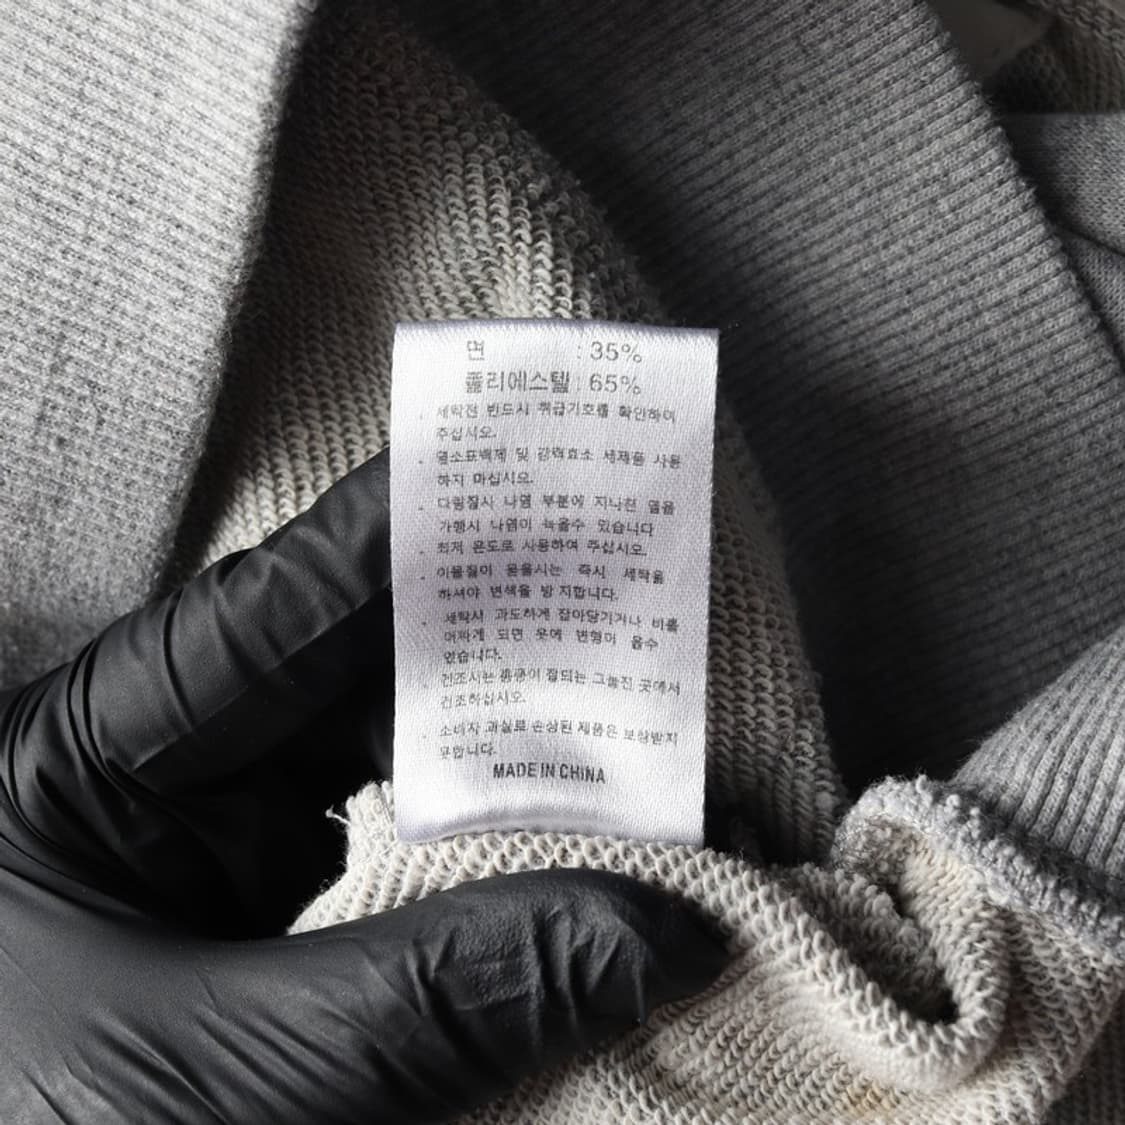 면 : 35%
폴리에스텔 : 65%
. 세탁전 반드시 취급기호를 확인하여
주십시오.
. 염소표백제 및 강력효소 세제품 사용
하지 마십시오.
. 다림질시 나염 부분에 지나친 열을
가행시 나염이 녹을수 있습니다
. 최저 온도로 사용하여 주십시오.
. 이물질이 묻을시는 즉시 세탁을
하셔야 변색을 방지합니다.
. 세탁시 과도하게 잡아당기거나 비틀
어짜게 되면 옷에 변형이 올수
있습니다.
. 건조시는 통풍이 잘되는 그늘진 곳에서
건조하십시오.
. 소비자 과실로 손상된 제품은 보상받지
못합니다.
MADE IN CHINA